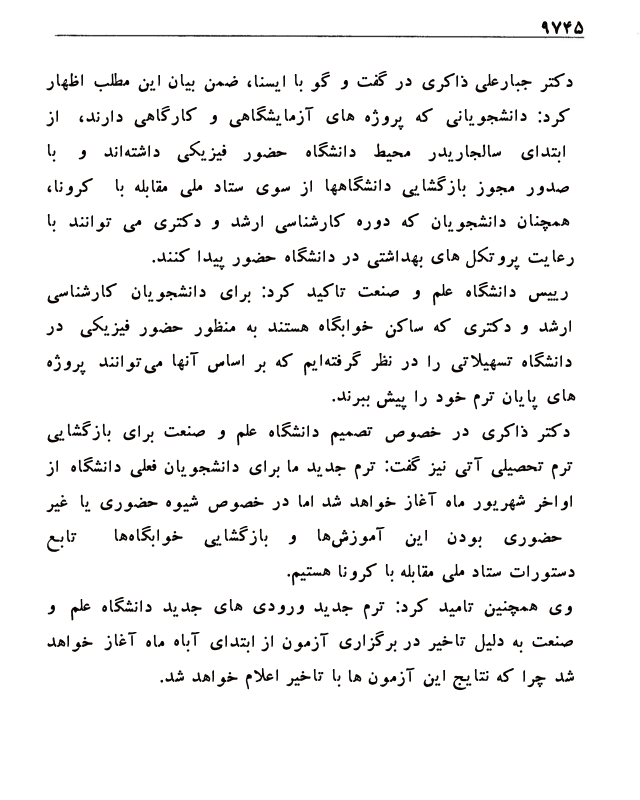 ۹۷۴۵
دکتر جبارعلی ذاکری در گفت و گو با ایسنا، ضمن بیان این مطلب اظهار
کرد: دانشجویانی که پروژه های آزمایشگاهی و کارگاهی دارند، از
ابتدای سالجاریدر محیط دانشگاه حضور فیزیکی داشته‌اند و با
صدور مجوز بازگشایی دانشگاهها از سوی ستاد ملی مقابله با کرونا،
همچنان دانشجویان که دوره کارشناسی ارشد و دکتری می توانند با
رعایت پروتکل های بهداشتی در دانشگاه حضور پیدا کنند.
رییس دانشگاه علم و صنعت تاکید کرد: برای دانشجویان کارشناسی
ارشد و دکتری که ساکن خوابگاه هستند به منظور حضور فیزیکی در
دانشگاه تسهیلاتی را در نظر گرفته‌ایم که بر اساس آنها می‌توانند پروژه
های پایان ترم خود را پیش ببرند.
دکتر ذاکری در خصوص تصمیم دانشگاه علم و صنعت برای بازگشایی
ترم تحصیلی آتی نیز گفت: ترم جدید ما برای دانشجویان فعلی دانشگاه از
اواخر شهریور ماه آغاز خواهد شد اما در خصوص شیوه حضوری یا غیر
حضوری بودن این آموزش‌ها و بازگشایی خوابگاه‌ها تابع
دستورات ستاد ملی مقابله با کرونا هستیم.
وی همچنین تامید کرد: ترم جدید ورودی های جدید دانشگاه علم و
صنعت به دلیل تاخیر در برگزاری آزمون از ابتدای آباه ماه آغاز خواهد
شد چرا که نتایج این آزمون ها با تاخیر اعلام خواهد شد.